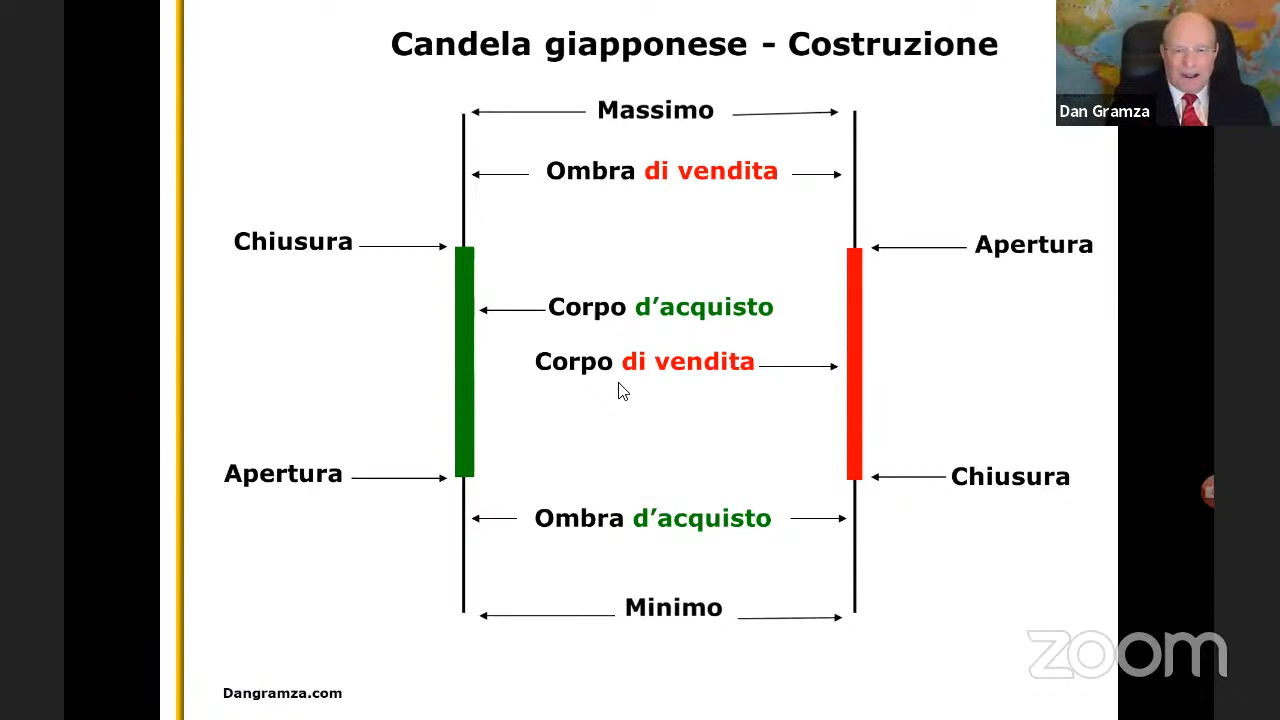 Candela giapponese - Costruzione
Dan Gramza
Massimo
Ombra di vendita
Chiusura
Apertura
Corpo d’acquisto
Corpo di vendita
Apertura
Chiusura
Ombra d’acquisto
Minimo
zoom
Dangramza.com